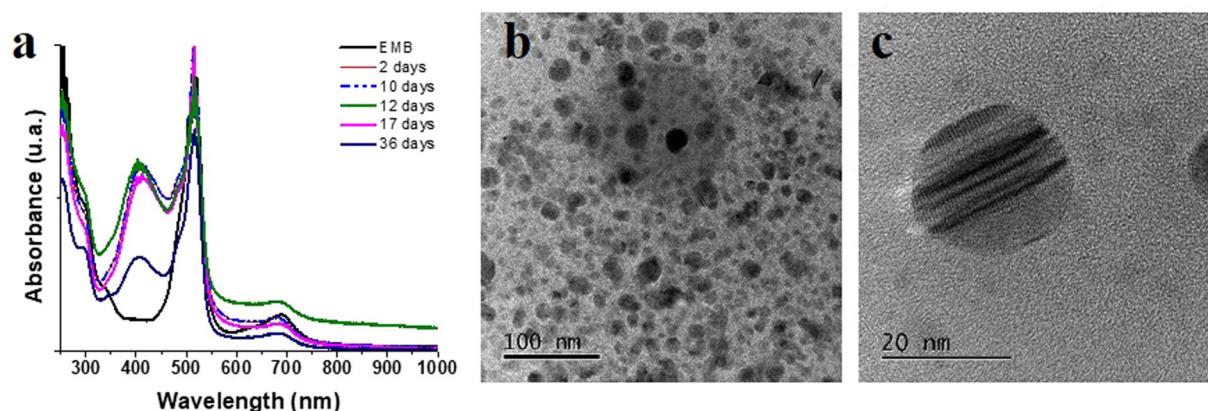 a
EMB
2 days
10 days
12 days
17 days
36 days
Absorbance (u.a.)
300 400 500 600 700 800 900 1000
Wavelength (nm)
b
100 nm
c
20 nm